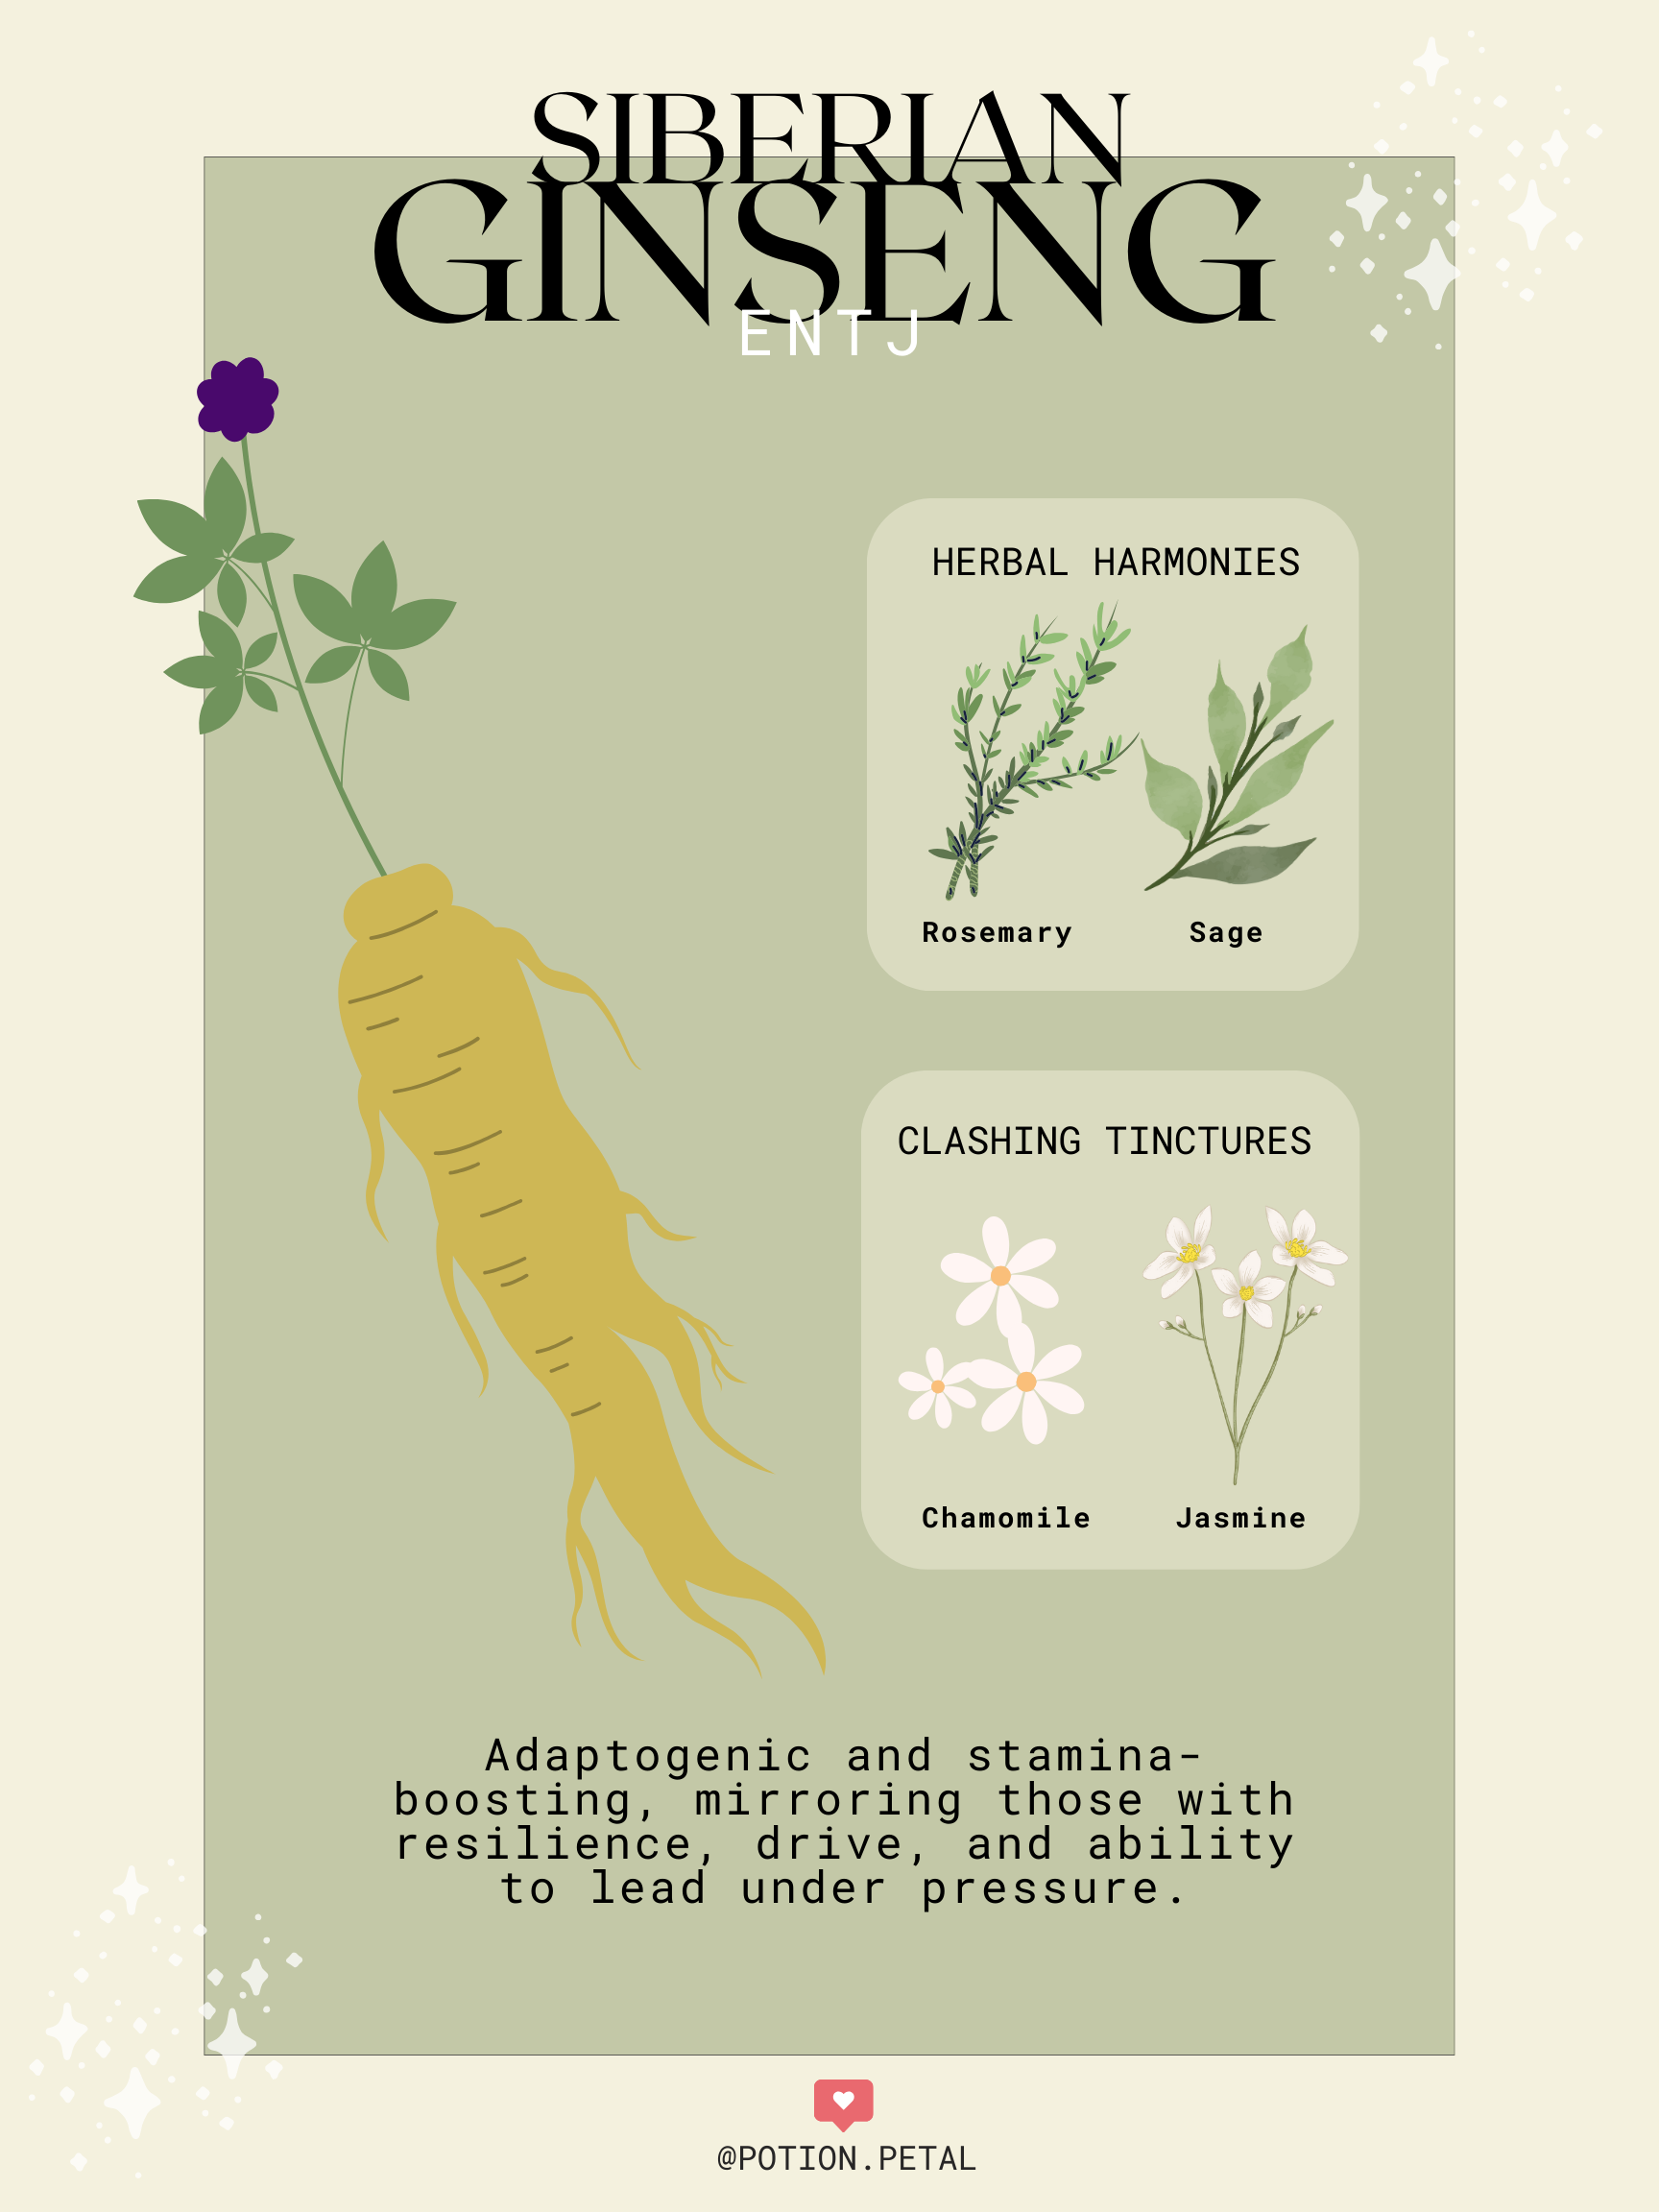 SIBERIAN
GINSENG
ENTJ
HERBAL HARMONIES
Rosemary Sage
CLASHING TINCTURES
Chamomile Jasmine
Adaptogenic and stamina-
boosting, mirroring those with
resilience, drive, and ability
to lead under pressure.
@POTION.PETAL